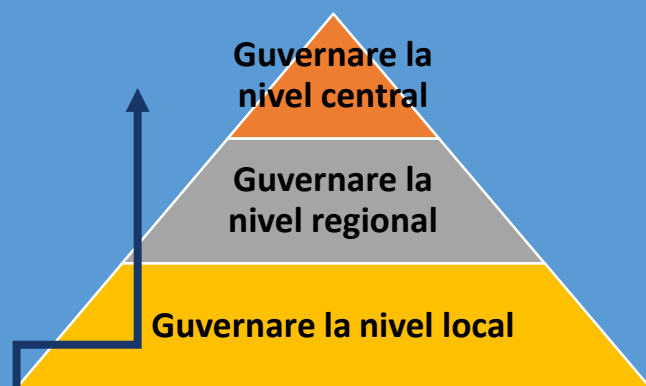 Guvernare la
nivel central
Guvernare la
nivel regional
Guvernare la nivel local